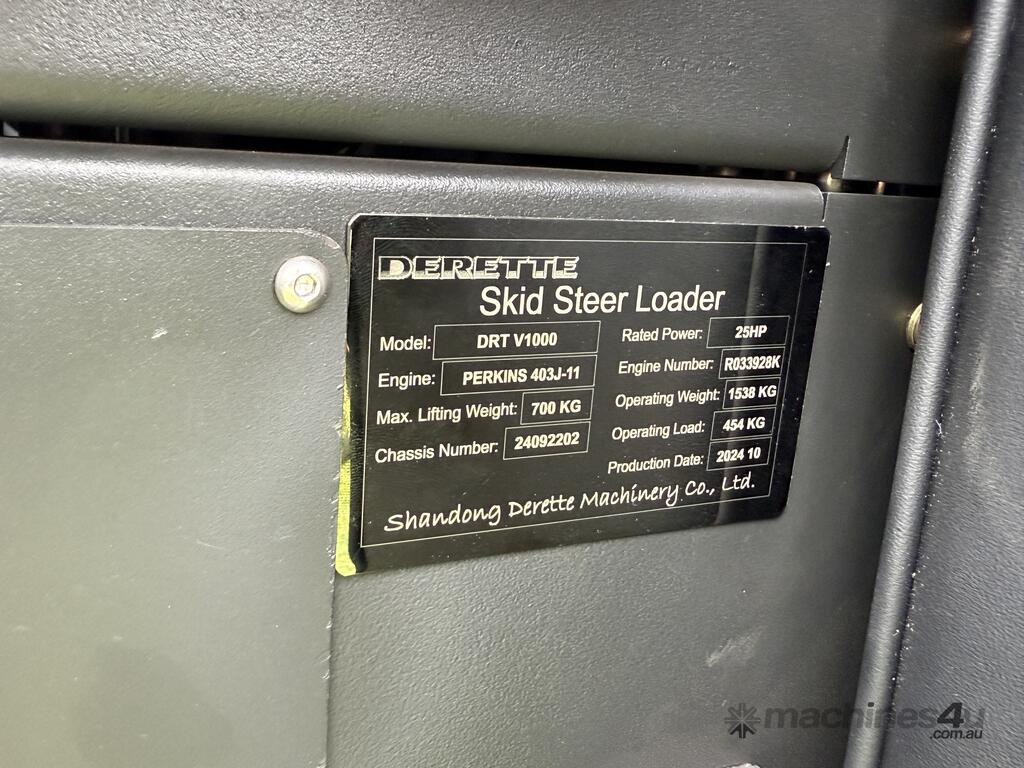 DERETTE
Skid Steer Loader
Model: DRT V1000
Rated Power: 25HP
Engine: PERKINS 403J-11
Engine Number: R033928K
Max. Lifting Weight: 700 KG
Operating Weight: 1538 KG
Chassis Number: 24092202
Operating Load: 454 KG
Production Date: 2024 10
Shandong Derette Machinery Co., Ltd.
machines4u
.com.au